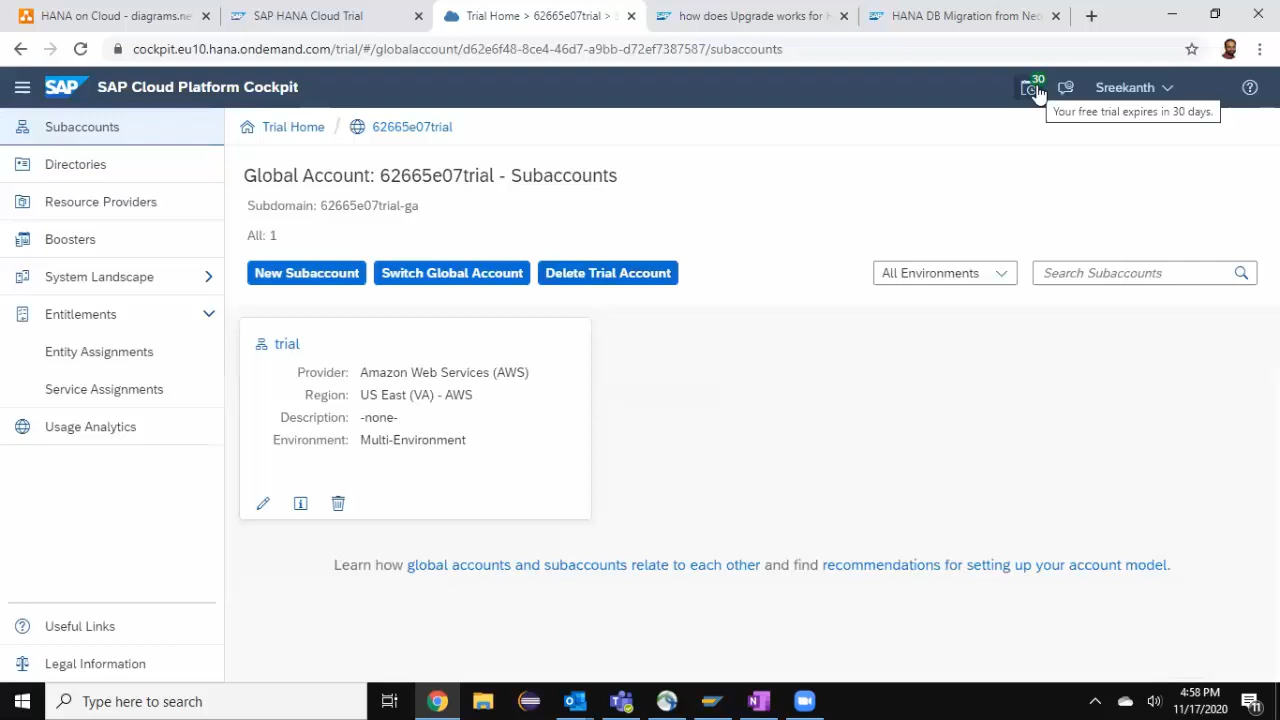 HANA on Cloud - diagrams.ne
SAP HANA Cloud Trial
Trial Home > 62665e07trial >
how does Upgrade works for
HANA DB Migration from Neo
cockpit.eu10.hana.ondemand.com/trial/#/globalaccount/d62e6f48-8ce4-46d7-a9bb-d72ef7387587/subaccounts
SAP
SAP Cloud Platform Cockpit
30
Sreekanth
Your free trial expires in 30 days.
Subaccounts
Directories
Resource Providers
Boosters
System Landscape
Entitlements
Entity Assignments
Service Assignments
Usage Analytics
Useful Links
Legal Information
Trial Home / 62665e07trial
Global Account: 62665e07trial - Subaccounts
Subdomain: 62665e07trial-ga
All: 1
New Subaccount
Switch Global Account
Delete Trial Account
All Environments
Search Subaccounts
trial
Provider: Amazon Web Services (AWS)
Region: US East (VA) - AWS
Description: -none-
Environment: Multi-Environment
Learn how global accounts and subaccounts relate to each other and find recommendations for setting up your account model.
Type here to search
4:58 PM
11/17/2020
11